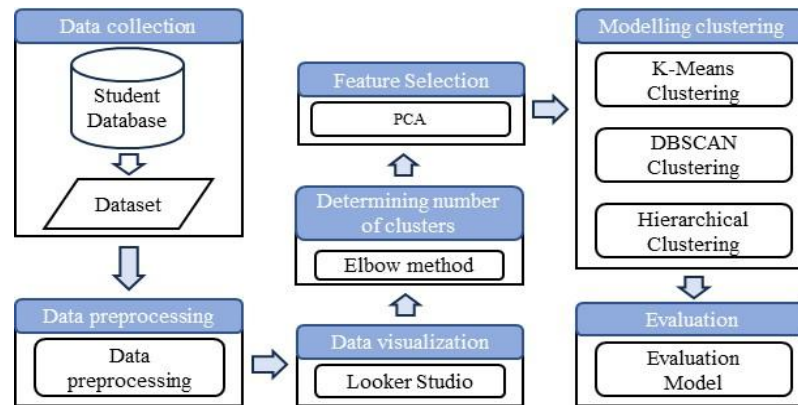 Data collection
Student
Database
Dataset
Data preprocessing
Data
preprocessing
Data visualization
Looker Studio
Determining number
of clusters
Elbow method
Feature Selection
PCA
Modelling clustering
K-Means
Clustering
DBSCAN
Clustering
Hierarchical
Clustering
Evaluation
Evaluation
Model